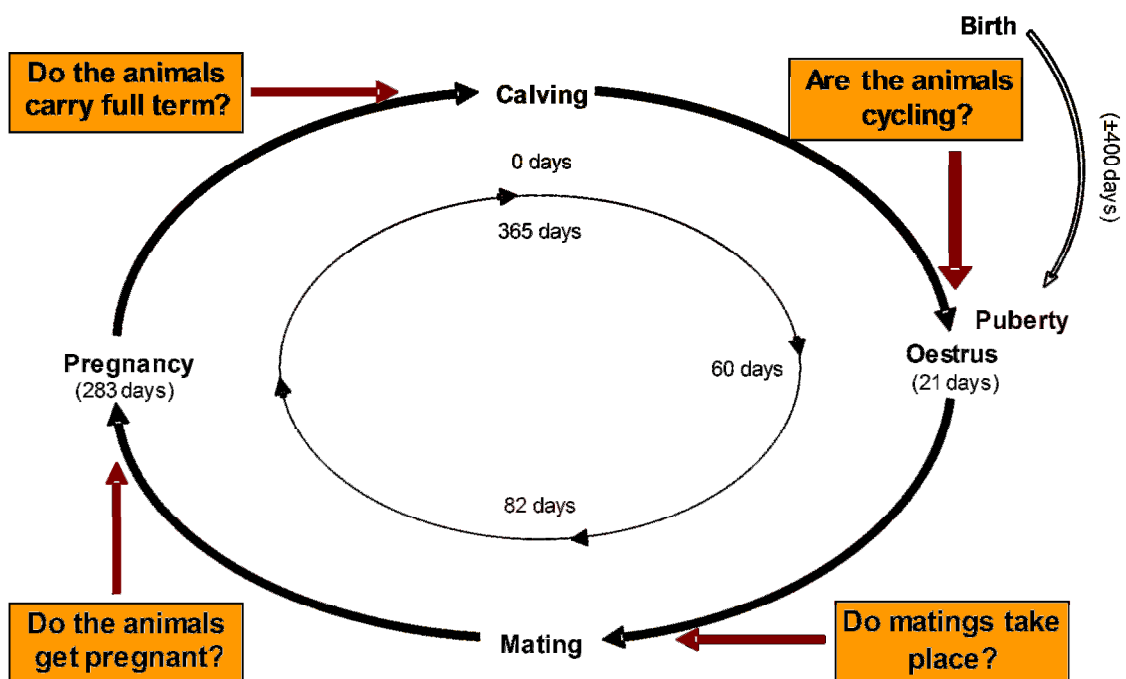 Birth
Do the animals
carry full term?
Calving
Are the animals
cycling?
(±400 days)
0 days
365 days
Puberty
Pregnancy
(283 days)
60 days
Oestrus
(21 days)
82 days
Do the animals
get pregnant?
Mating
Do matings take
place?